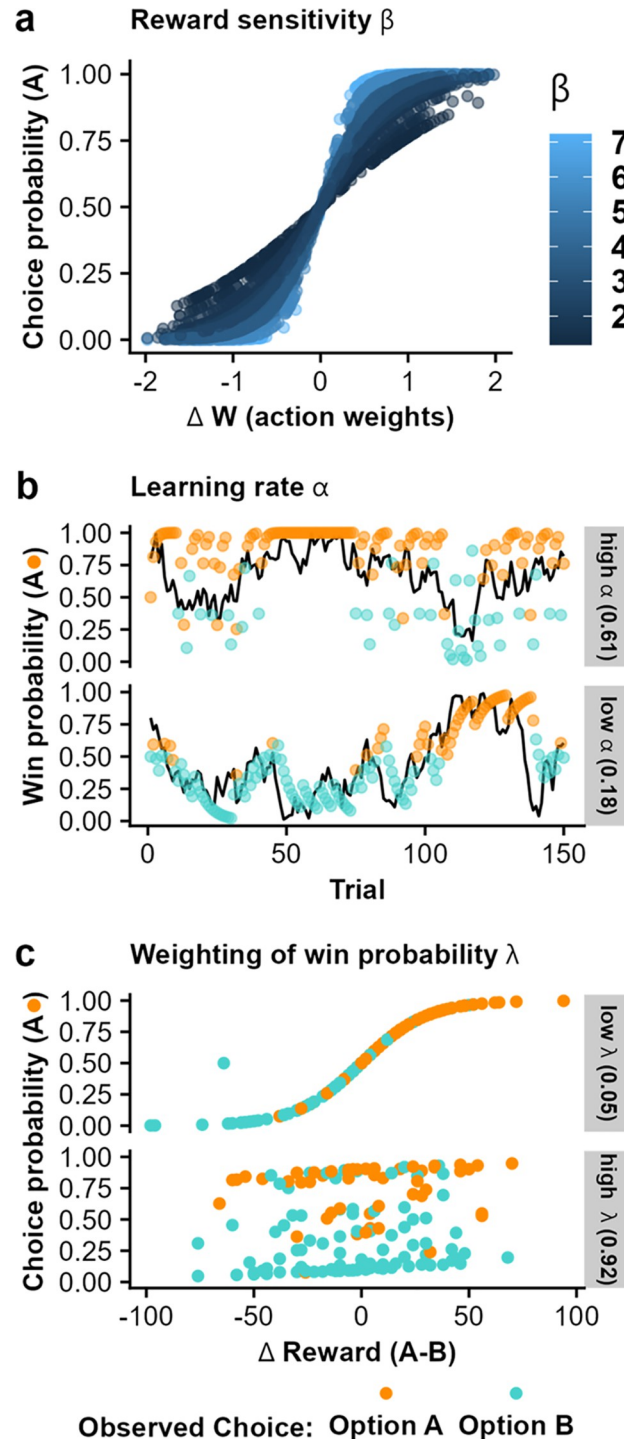 a Reward sensitivity β
Choice probability (A)
1.00
0.75
0.50
0.25
0.00
-2 -1 0 1 2
Δ W (action weights)
β
7
6
5
4
3
2
b Learning rate α
Win probability (A)
1.00
0.75
0.50
0.25
0.00
high α (0.61)
1.00
0.75
0.50
0.25
0.00
low α (0.18)
0 50 100 150
Trial
c Weighting of win probability λ
Choice probability (A)
1.00
0.75
0.50
0.25
0.00
low λ (0.05)
1.00
0.75
0.50
0.25
0.00
high λ (0.92)
-100 -50 0 50 100
Δ Reward (A-B)
Observed Choice: Option A Option B